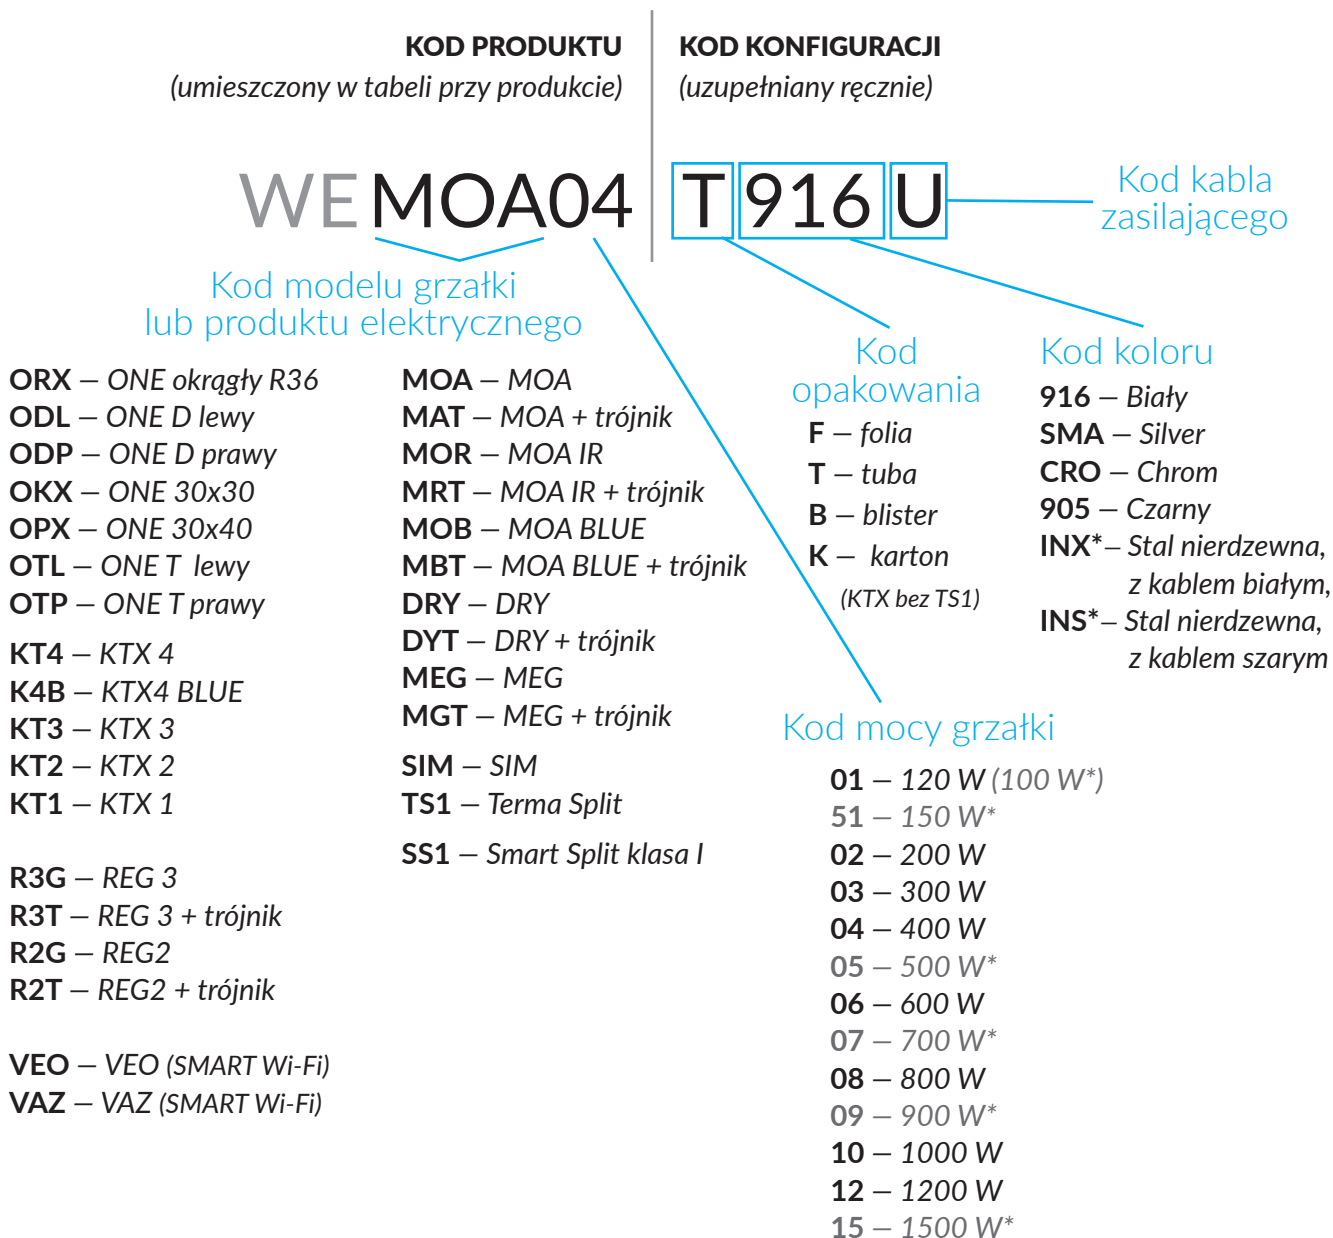 KOD PRODUKTU
(umieszczony w tabeli przy produkcie)
KOD KONFIGURACJI
(uzupełniany ręcznie)
WE MOA04 T 916 U
Kod kabla
zasilającego
Kod modelu grzałki
lub produktu elektrycznego
ORX – ONE okrągły R36
ODL – ONE D lewy
ODP – ONE D prawy
OKX – ONE 30x30
OPX – ONE 30x40
OTL – ONE T lewy
OTP – ONE T prawy
KT4 – KTX 4
K4B – KTX4 BLUE
KT3 – KTX 3
KT2 – KTX 2
KT1 – KTX 1
R3G – REG 3
R3T – REG 3 + trójnik
R2G – REG2
R2T – REG2 + trójnik
VEO – VEO (SMART Wi-Fi)
VAZ – VAZ (SMART Wi-Fi)
MOA – MOA
MAT – MOA + trójnik
MOR – MOA IR
MRT – MOA IR + trójnik
MOB – MOA BLUE
MBT – MOA BLUE + trójnik
DRY – DRY
DYT – DRY + trójnik
MEG – MEG
MGT – MEG + trójnik
SIM – SIM
TS1 – Terma Split
SS1 – Smart Split klasa I
Kod
opakowania
F – folia
T – tuba
B – blister
K – karton
(KTX bez TS1)
Kod koloru
916 – Biały
SMA – Silver
CRO – Chrom
905 – Czarny
INX*– Stal nierdzewna,
z kablem białym,
INS*– Stal nierdzewna,
z kablem szarym
Kod mocy grzałki
01 – 120 W (100 W*)
51 – 150 W*
02 – 200 W
03 – 300 W
04 – 400 W
05 – 500 W*
06 – 600 W
07 – 700 W*
08 – 800 W
09 – 900 W*
10 – 1000 W
12 – 1200 W
15 – 1500 W*